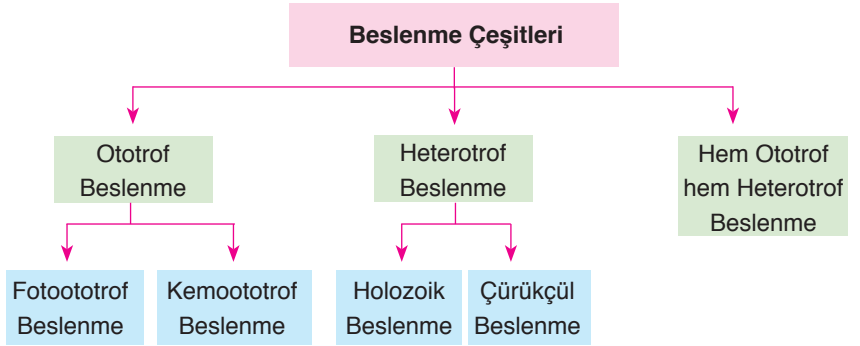 Beslenme Çeşitleri
Ototrof
Beslenme
Heterotrof
Beslenme
Hem Ototrof
hem Heterotrof
Beslenme
Fotoototrof
Beslenme
Kemoototrof
Beslenme
Holozoik
Beslenme
Çürükçül
Beslenme